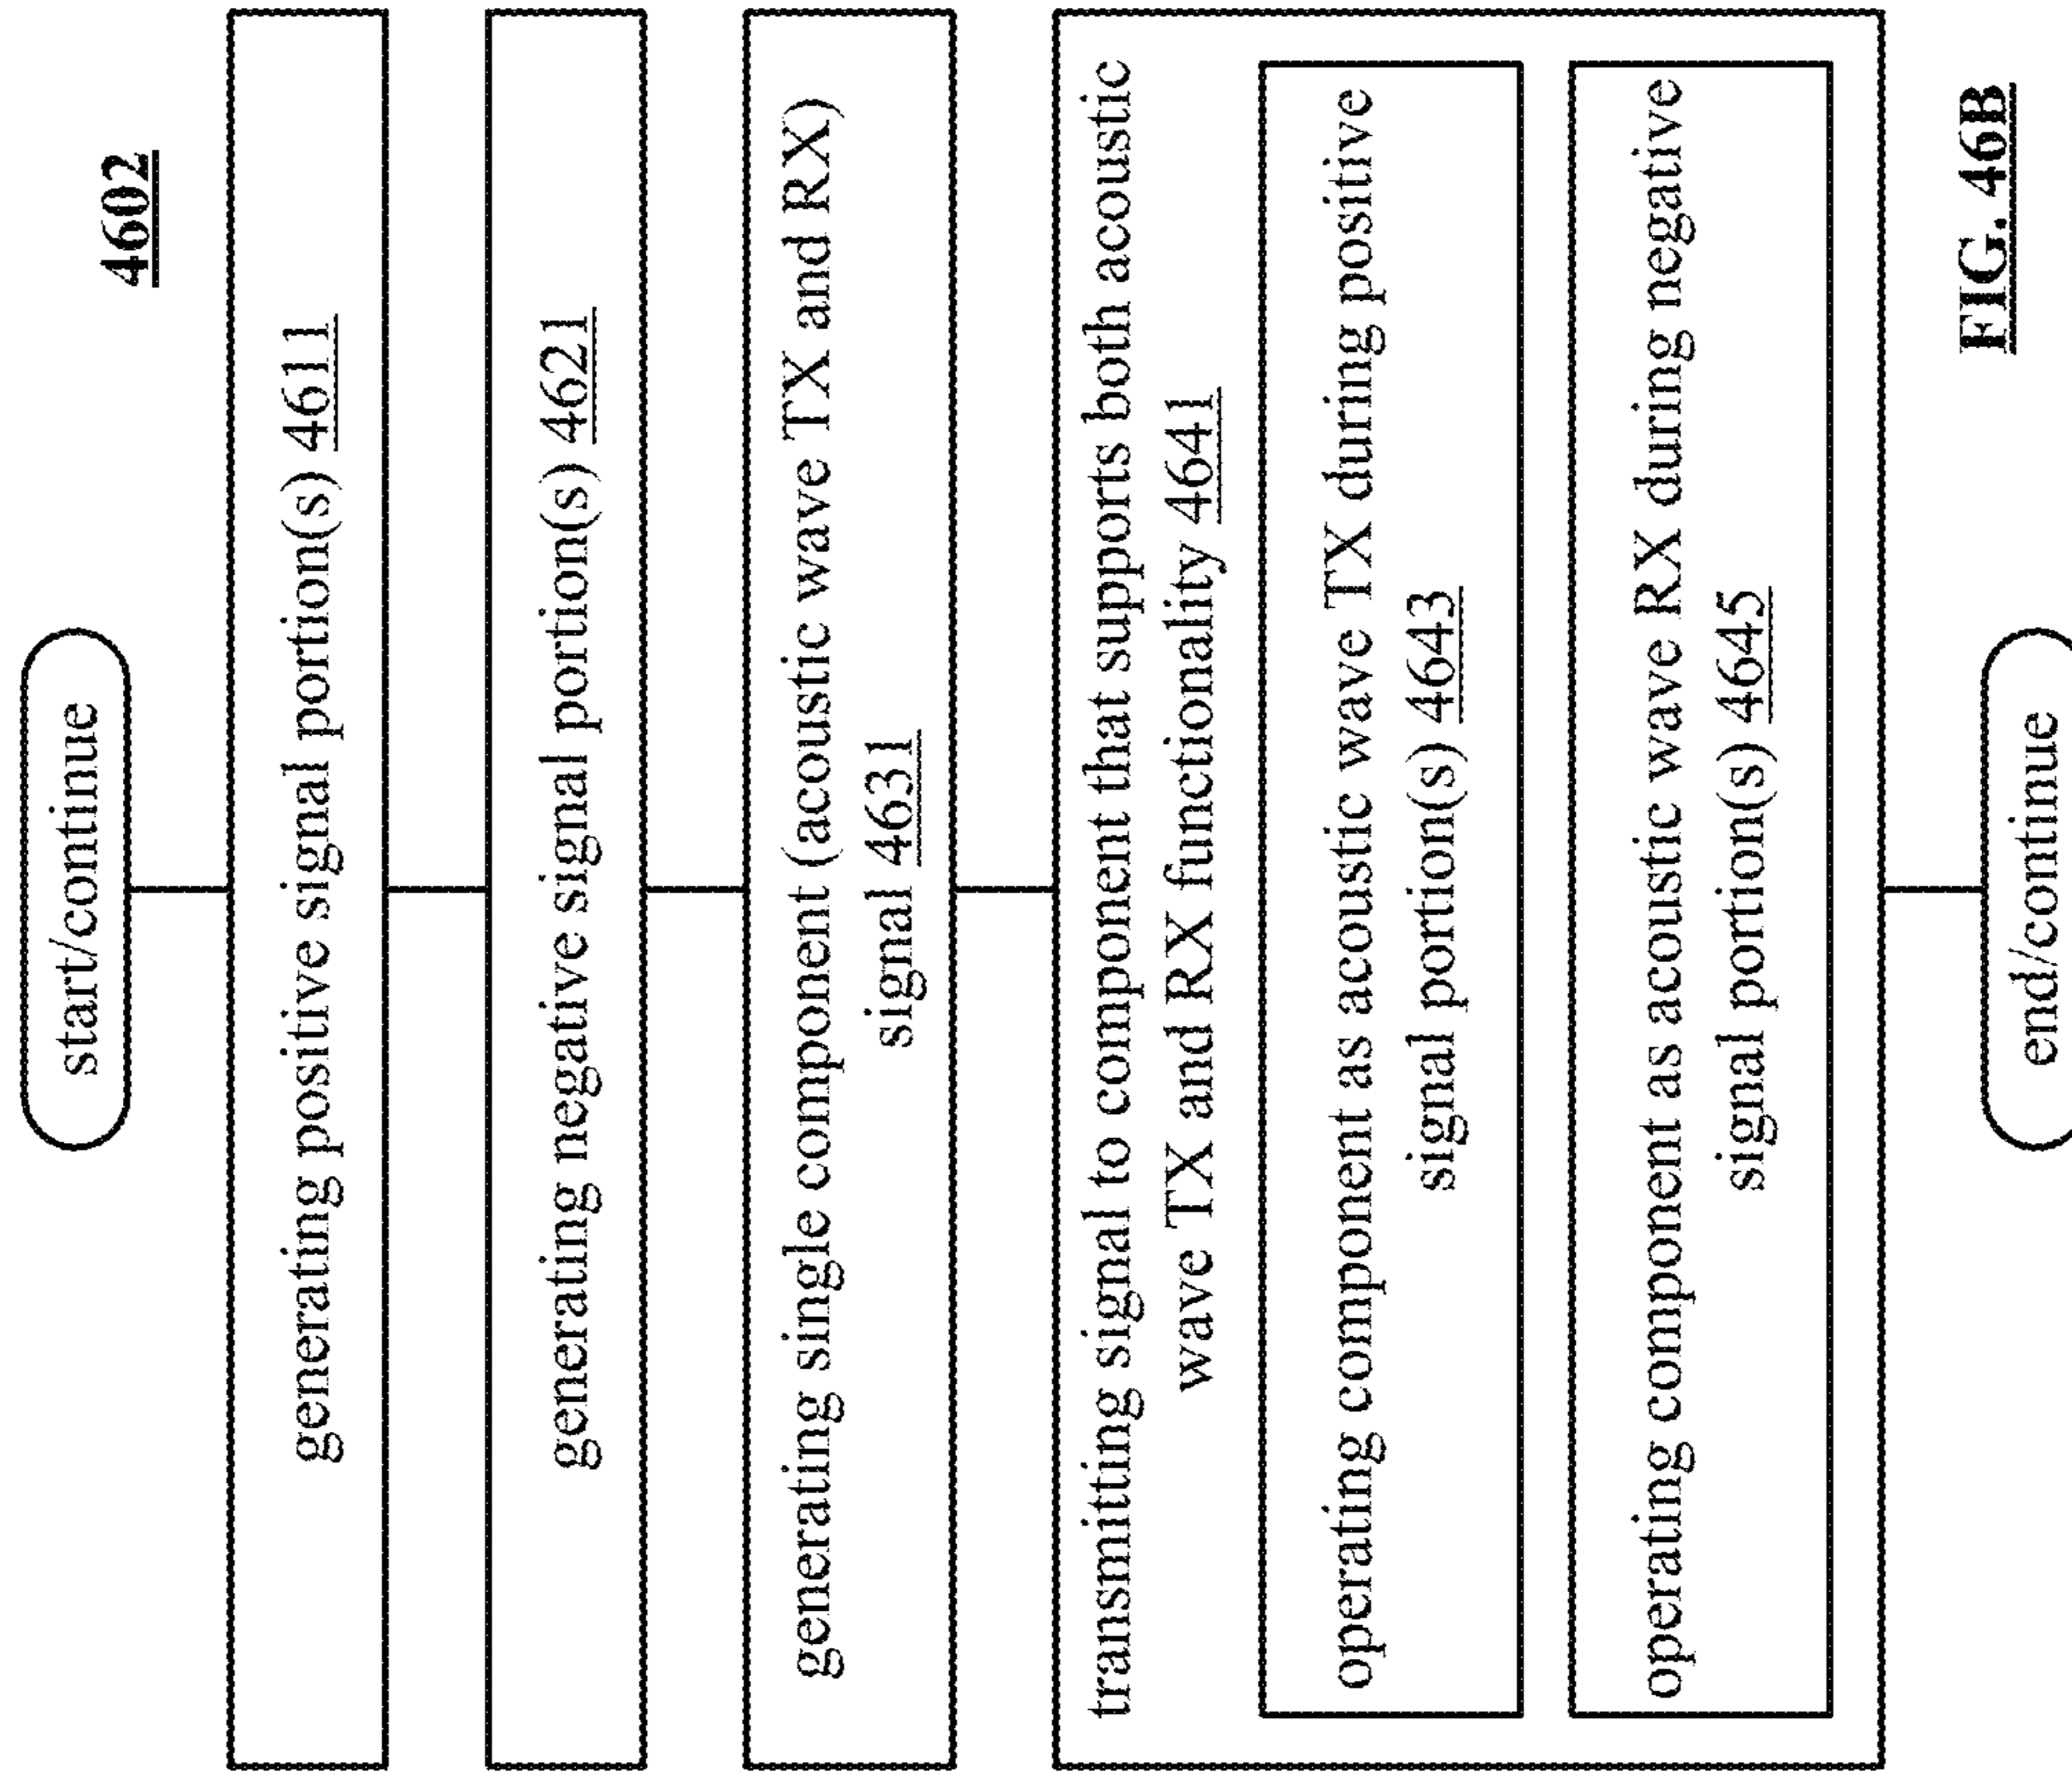 4602
start/continue
generating positive signal portion(s) 4611
generating negative signal portion(s) 4621
generating single component (acoustic wave TX and RX)
signal 4631
transmitting signal to component that supports both acoustic
wave TX and RX functionality 4641
operating component as acoustic wave TX during positive
signal portion(s) 4643
operating component as acoustic wave RX during negative
signal portion(s) 4645
end/continue
FIG. 46B